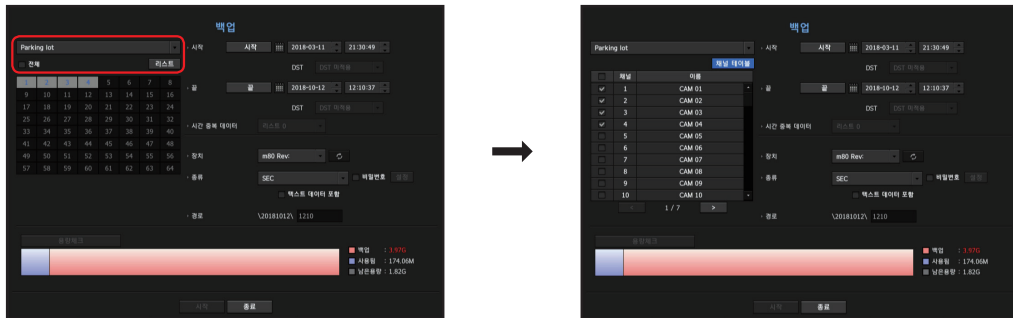 백업
Parking lot
전체
리스트
1 2 3 4 5 6 7 8
9 10 11 12 13 14 15 16
17 18 19 20 21 22 23 24
25 26 27 28 29 30 31 32
33 34 35 36 37 38 39 40
41 42 43 44 45 46 47 48
49 50 51 52 53 54 55 56
57 58 59 60 61 62 63 64
· 시작 시작 2018-03-11 21:30:49
DST DST 미적용
· 끝 끝 2018-10-12 12:10:37
DST DST 미적용
· 시간 중복 데이터 리스트 0
· 장치 m80 Rev:
· 종류 SEC 비밀번호 설정
텍스트 데이터 포함
· 경로 \20181012\ 1210
용량체크
백업 : 3.97G
사용됨 : 174.06M
남은용량 : 1.82G
시작 종료
백업
Parking lot
채널 테이블
채널 이름
1 CAM 01
2 CAM 02
3 CAM 03
4 CAM 04
5 CAM 05
6 CAM 06
7 CAM 07
8 CAM 08
9 CAM 09
10 CAM 10
< 1 / 7 >
· 시작 시작 2018-03-11 21:30:49
DST DST 미적용
· 끝 끝 2018-10-12 12:10:37
DST DST 미적용
· 시간 중복 데이터 리스트 0
· 장치 m80 Rev:
· 종류 SEC 비밀번호 설정
텍스트 데이터 포함
· 경로 \20181012\ 1210
용량체크
백업 : 3.97G
사용됨 : 174.06M
남은용량 : 1.82G
시작 종료